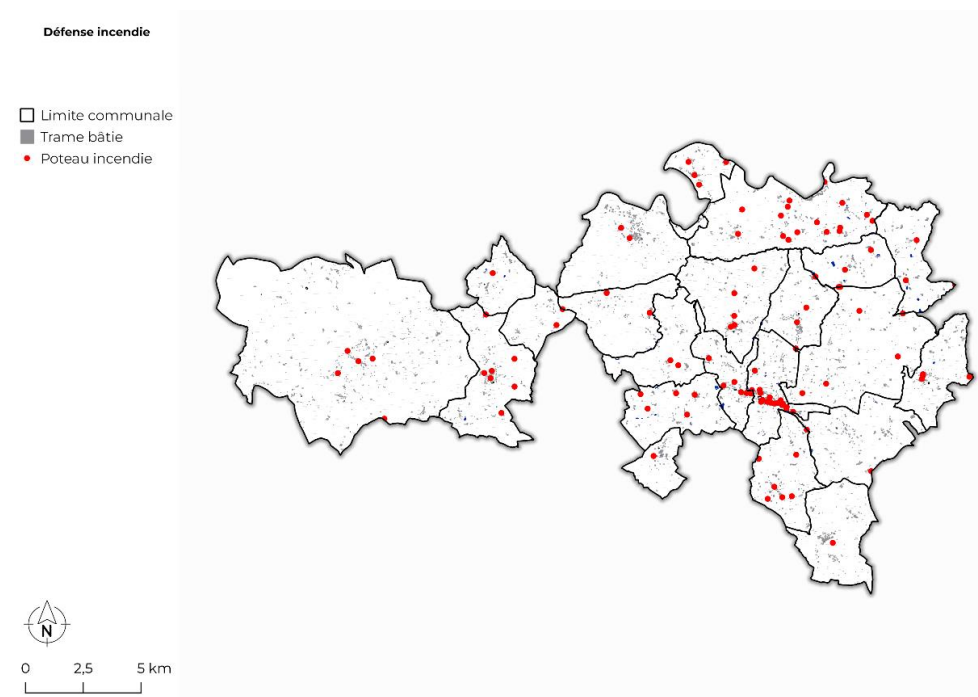 Défense incendie
Limite communale
Trame bâtie
Poteau incendie
N
0 2,5 5 km